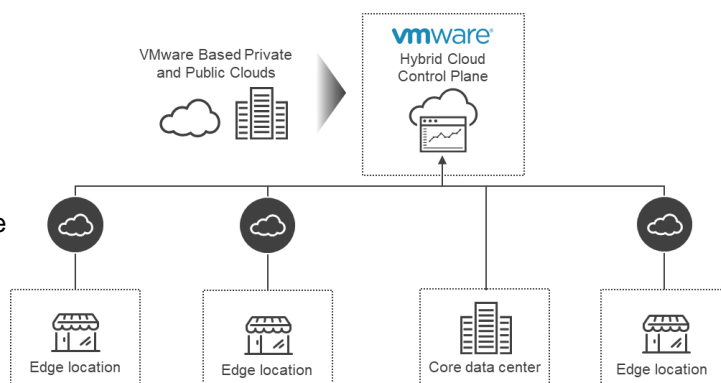 VMware Based Private
and Public Clouds
vmware®
Hybrid Cloud
Control Plane
e
Edge location
Edge location
Core data center
Edge location